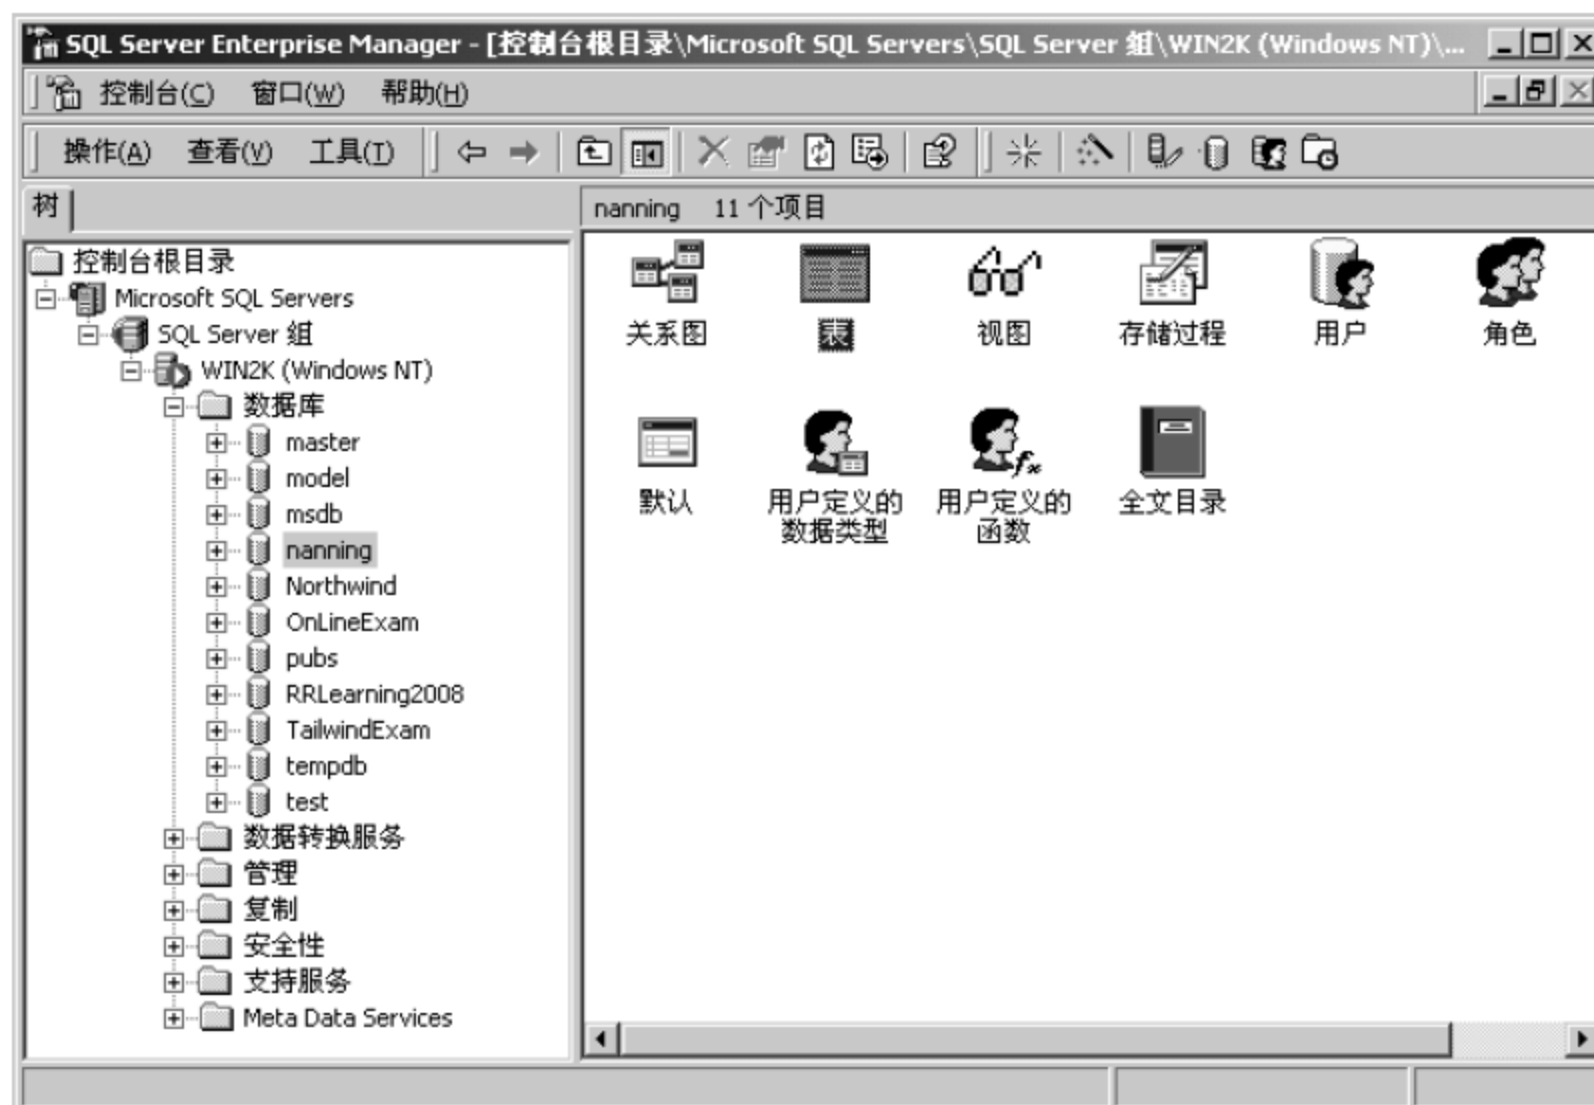 SQL Server Enterprise Manager - [控制台根目录\Microsoft SQL Servers\SQL Server 组\WIN2K (Windows NT)\...
控制台(C) 窗口(W) 帮助(H)
操作(A) 查看(V) 工具(T)
树
nanning 11 个项目
控制台根目录
Microsoft SQL Servers
SQL Server 组
WIN2K (Windows NT)
数据库
master
model
msdb
nanning
Northwind
OnLineExam
pubs
RRLearning2008
TailwindExam
tempdb
test
数据转换服务
管理
复制
安全性
支持服务
Meta Data Services
关系图 表 视图 存储过程 用户 角色
默认 用户定义的 用户定义的 全文目录
数据类型 函数